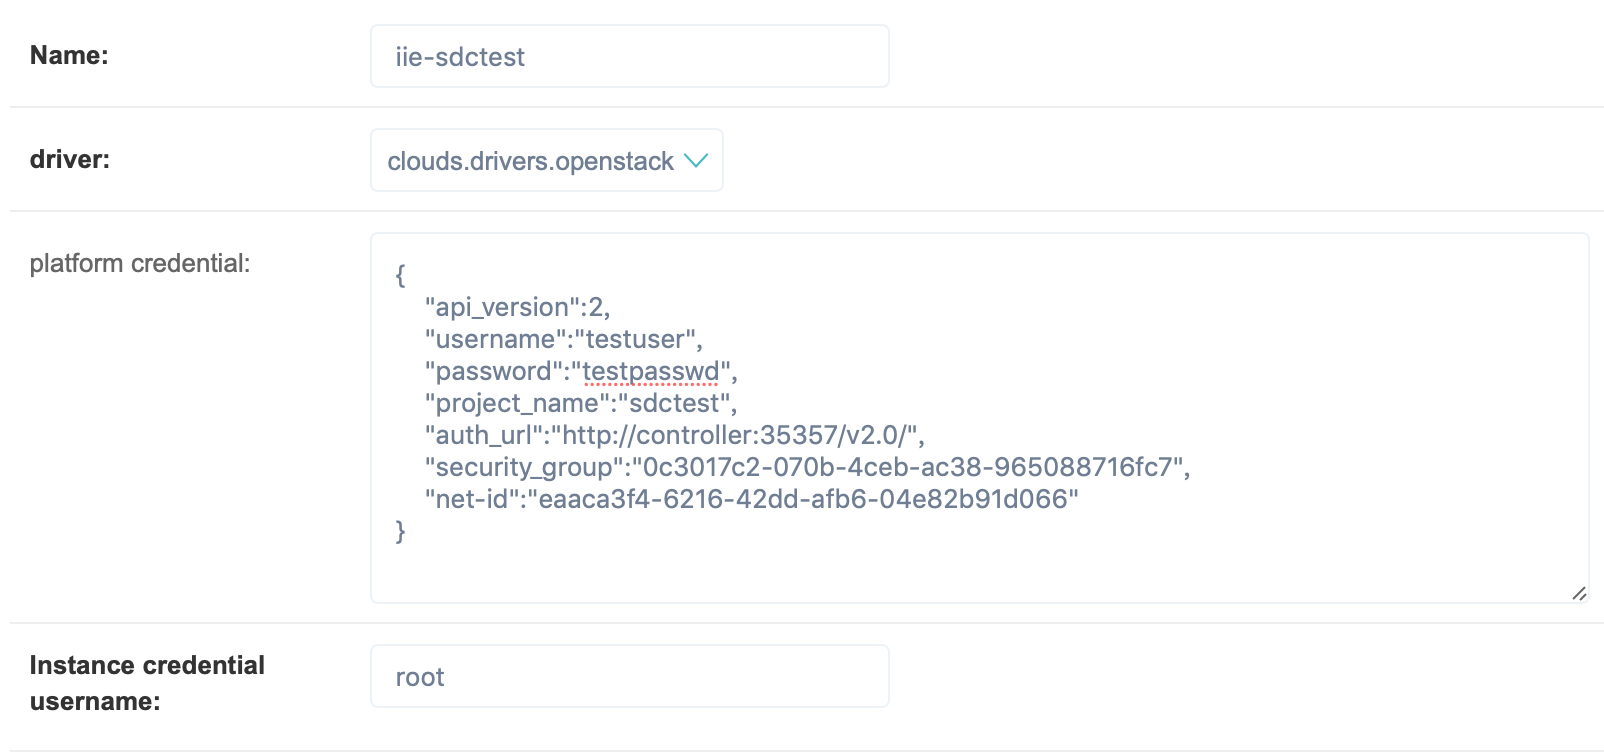 Name:
iie-sdctest
driver:
clouds.drivers.openstack
platform credential:
{
"api_version":2,
"username":"testuser",
"password":"testpasswd",
"project_name":"sdctest",
"auth_url":"http://controller:35357/v2.0/",
"security_group":"0c3017c2-070b-4ceb-ac38-965088716fc7",
"net-id":"eaaca3f4-6216-42dd-afb6-04e82b91d066"
}
Instance credential
username:
root